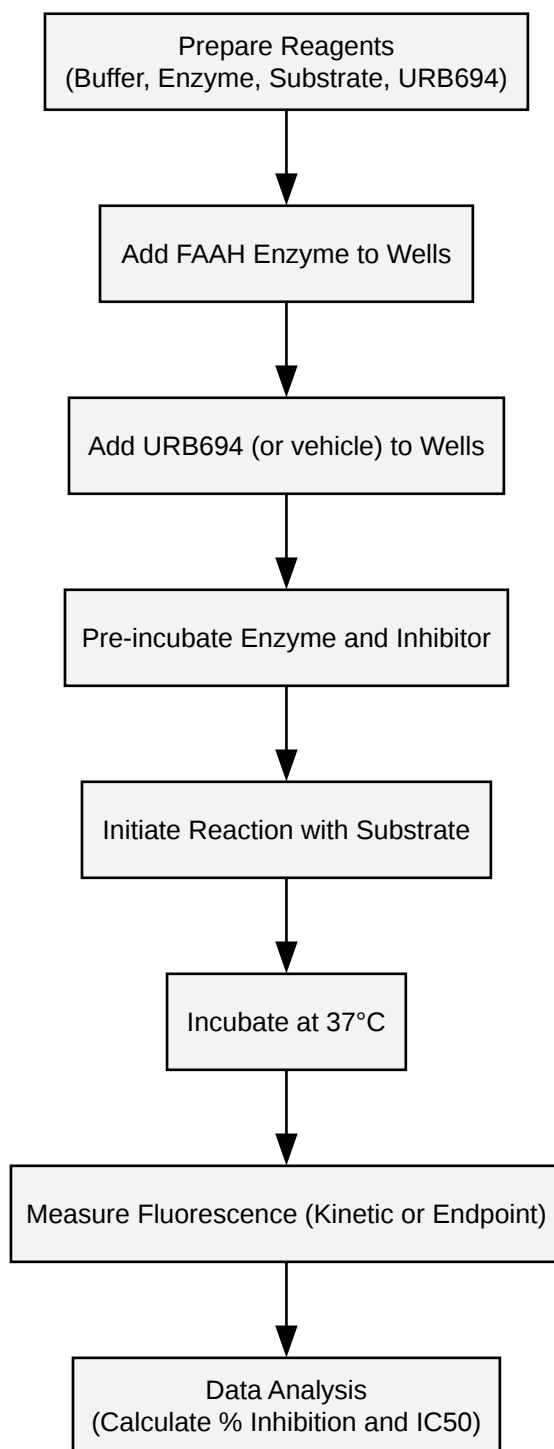 Prepare Reagents
(Buffer, Enzyme, Substrate, URB694)
Add FAAH Enzyme to Wells
Add URB694 (or vehicle) to Wells
Pre-incubate Enzyme and Inhibitor
Initiate Reaction with Substrate
Incubate at 37°C
Measure Fluorescence (Kinetic or Endpoint)
Data Analysis
(Calculate % Inhibition and IC50)